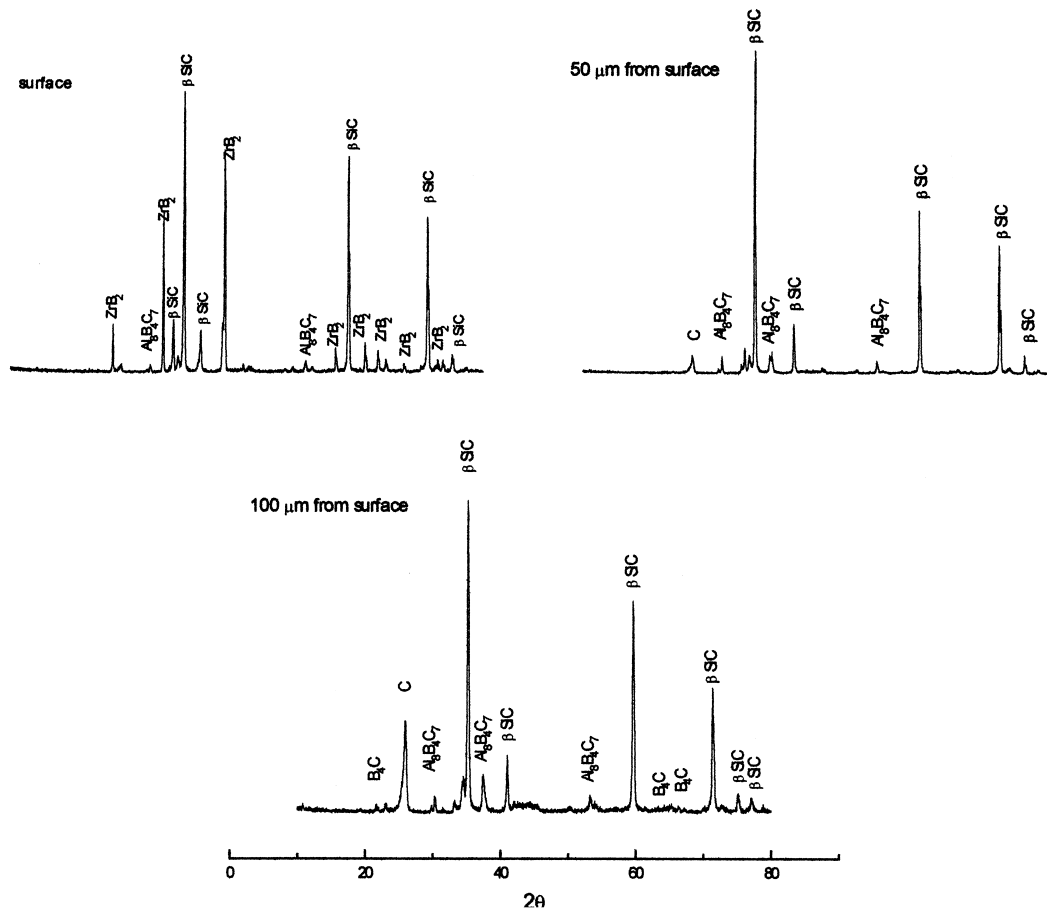 surface
ZrB₂
Al₈B₄C₇
ZrB₂
β SiC
β SiC
β SiC
ZrB₂
Al₈B₄C₇
ZrB₂
β SiC
ZrB₂
ZrB₂
ZrB₂
β SiC
ZrB₂
β SiC
50 μm from surface
C
Al₈B₄C₇
β SiC
Al₈B₄C₇
β SiC
Al₈B₄C₇
β SiC
β SiC
β SiC
100 μm from surface
B₄C
C
Al₈B₄C₇
β SiC
Al₈B₄C₇
β SiC
Al₈B₄C₇
β SiC
B₄C
B₄C
β SiC
β SiC
β SiC
0 20 40 60 80
2θ